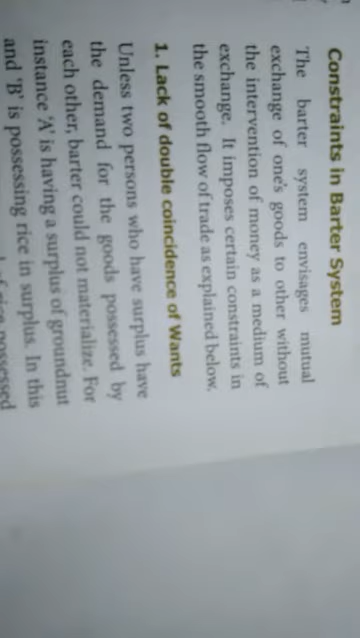 Constraints in Barter System
The barter system envisages mutual
exchange of one's goods to other without
the intervention of money as a medium of
exchange. It imposes certain constraints in
the smooth flow of trade as explained below.
1. Lack of double coincidence of Wants
Unless two persons who have surplus have
the demand for the goods possessed by
each other, barter could not materialize. For
instance 'A' is having a surplus of groundnut
and 'B' is possessing rice in surplus. In this
possessed